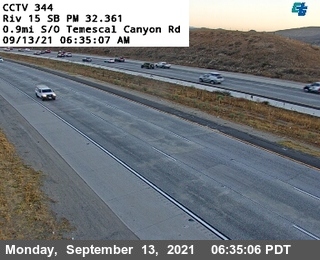 CCTV 344
Riv 15 SB PM 32.361
0.9mi S/O Temescal Canyon Rd
09/13/21 06:35:07 AM
Monday, September 13, 2021 06:35:06 PDT